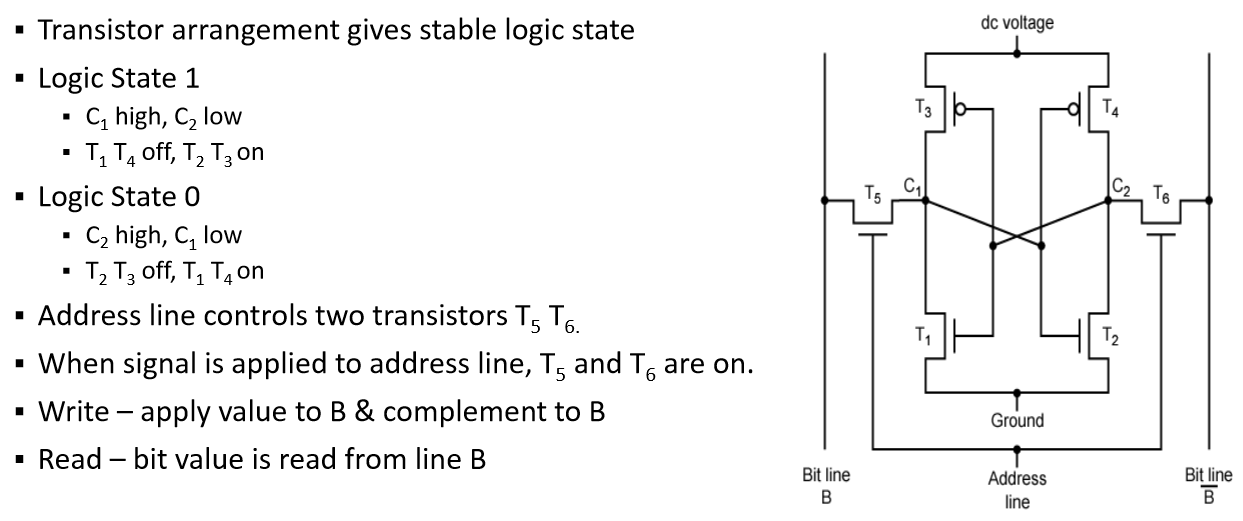 ▪ Transistor arrangement gives stable logic state
▪ Logic State 1
▪ C₁ high, C₂ low
▪ T₁ T₄ off, T₂ T₃ on
▪ Logic State 0
▪ C₂ high, C₁ low
▪ T₂ T₃ off, T₁ T₄ on
▪ Address line controls two transistors T₅ T₆.
▪ When signal is applied to address line, T₅ and T₆ are on.
▪ Write – apply value to B & complement to B
▪ Read – bit value is read from line B
dc voltage
T₃
T₄
T₅
C₁
C₂
T₆
T₁
T₂
Ground
Bit line
B
Address
line
Bit line
B̅